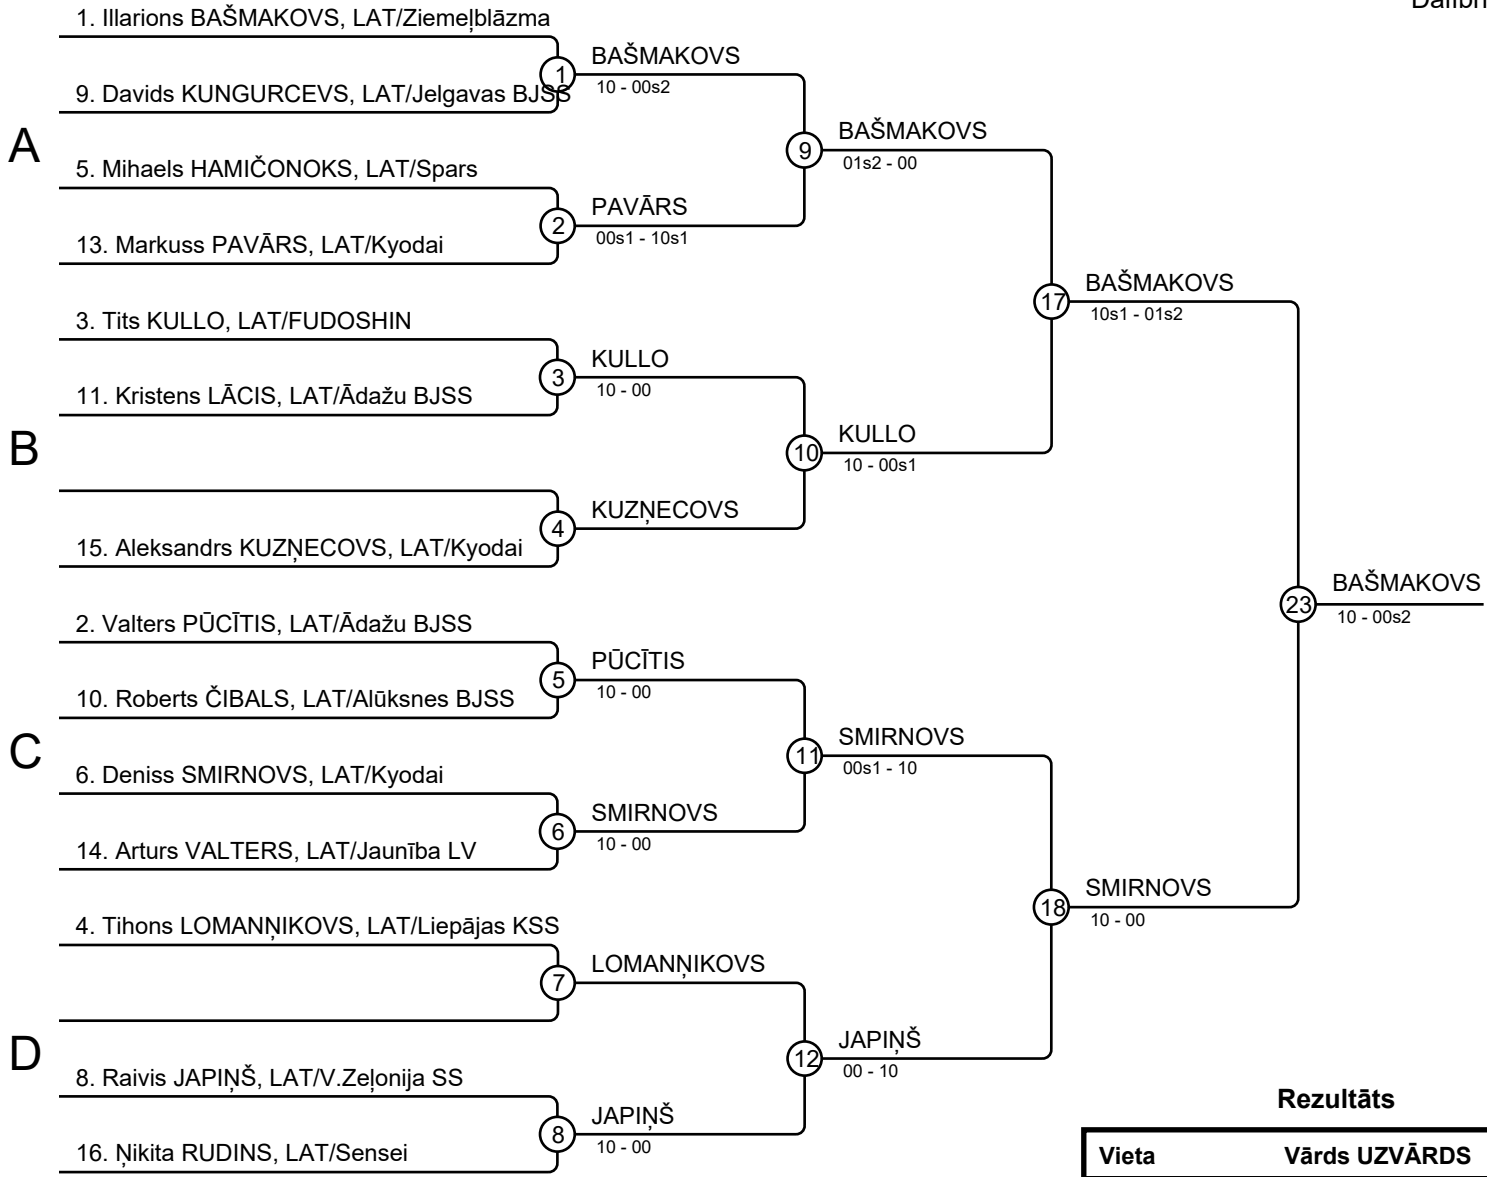 Dalībn
1. Illarions BAŠMAKOVS, LAT/Ziemeļblāzma
9. Davids KUNGURCEVS, LAT/Jelgavas BJSS
1
BAŠMAKOVS
10 - 00s2
A
5. Mihaels HAMIČONOKS, LAT/Spars
13. Markuss PAVĀRS, LAT/Kyodai
2
PAVĀRS
00s1 - 10s1
9
BAŠMAKOVS
01s2 - 00
3. Tits KULLO, LAT/FUDOSHIN
11. Kristens LĀCIS, LAT/Ādažu BJSS
3
KULLO
10 - 00
B
15. Aleksandrs KUZŅECOVS, LAT/Kyodai
4
KUZŅECOVS
10
KULLO
10 - 00s1
17
BAŠMAKOVS
10s1 - 01s2
2. Valters PŪCĪTIS, LAT/Ādažu BJSS
10. Roberts ČIBALS, LAT/Alūksnes BJSS
5
PŪCĪTIS
10 - 00
C
6. Deniss SMIRNOVS, LAT/Kyodai
14. Arturs VALTERS, LAT/Jaunība LV
6
SMIRNOVS
10 - 00
11
SMIRNOVS
00s1 - 10
4. Tihons LOMANŅIKOVS, LAT/Liepājas KSS
7
LOMANŅIKOVS
D
8. Raivis JAPIŅŠ, LAT/V.Zeļonija SS
16. Ņikita RUDINS, LAT/Sensei
8
JAPIŅŠ
10 - 00
12
JAPIŅŠ
00 - 10
18
SMIRNOVS
10 - 00
23
BAŠMAKOVS
10 - 00s2
Rezultāts
Vieta Vārds UZVĀRDS